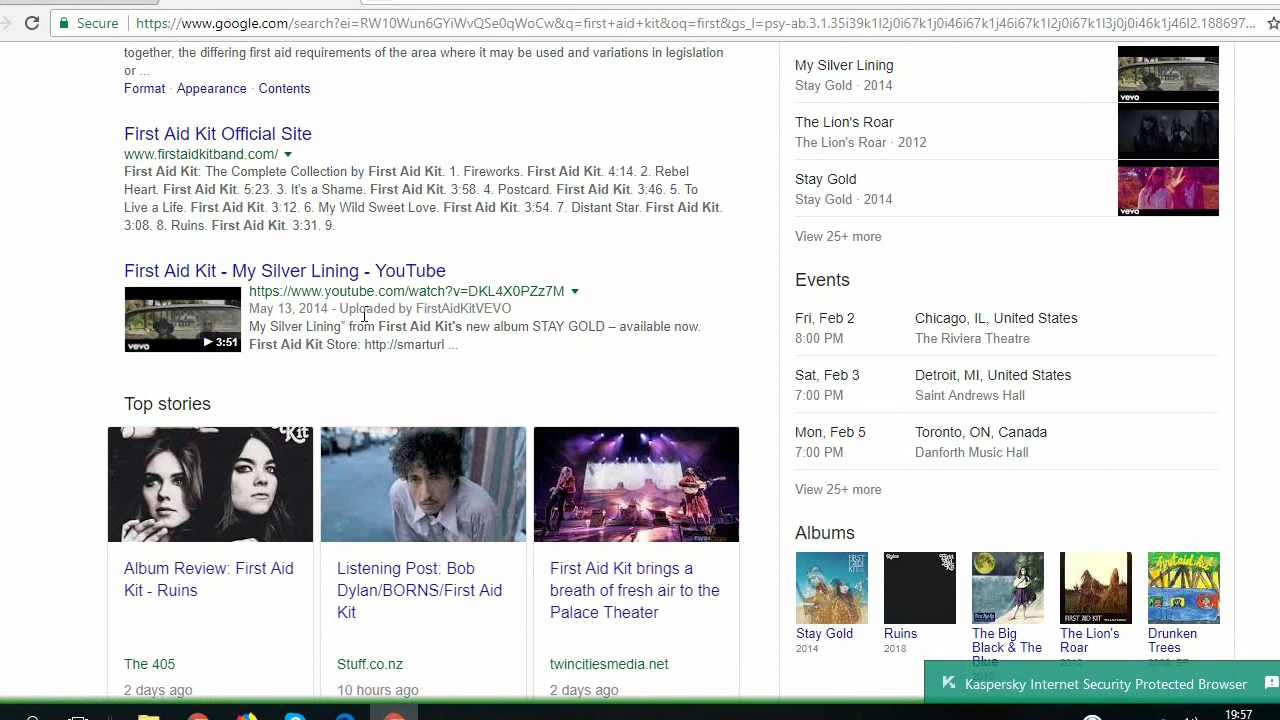 Secure
https://www.google.com/search?ei=RW10Wun6GYiWvQSe0qWoCw&q=first+aid+kit&oq=first&gs_l=psy-ab.3.1.35i39k1l2j0i67k1j0i46i67k1j46i67k1l2j0i67k1l3j0j0i46k1j46l2.188697...
together, the differing first aid requirements of the area where it may be used and variations in legislation
or ...
Format · Appearance · Contents
First Aid Kit Official Site
www.firstaidkitband.com/
First Aid Kit: The Complete Collection by First Aid Kit. 1. Fireworks. First Aid Kit. 4:14. 2. Rebel
Heart. First Aid Kit. 5:23. 3. It's a Shame. First Aid Kit. 3:58. 4. Postcard. First Aid Kit. 3:46. 5. To
Live a Life. First Aid Kit. 3:12. 6. My Wild Sweet Love. First Aid Kit. 3:54. 7. Distant Star. First Aid Kit.
3:08. 8. Ruins. First Aid Kit. 3:31. 9.
First Aid Kit - My Silver Lining - YouTube
https://www.youtube.com/watch?v=DKL4X0PZz7M
May 13, 2014 - Uploaded by FirstAidKitVEVO
My Silver Lining" from First Aid Kit's new album STAY GOLD – available now.
First Aid Kit Store: http://smarturl ...
vevo
3:51
Top stories
Kit
Album Review: First Aid
Kit - Ruins
The 405
2 days ago
Listening Post: Bob
Dylan/BORNS/First Aid
Kit
Stuff.co.nz
10 hours ago
First Aid Kit brings a
breath of fresh air to the
Palace Theater
twincitiesmedia.net
2 days ago
My Silver Lining
Stay Gold · 2014
vevo
The Lion's Roar
The Lion's Roar · 2012
Stay Gold
Stay Gold · 2014
vevo
View 25+ more
Events
Fri, Feb 2
Chicago, IL, United States
8:00 PM
The Riviera Theatre
Sat, Feb 3
Detroit, MI, United States
7:00 PM
Saint Andrews Hall
Mon, Feb 5
Toronto, ON, Canada
7:00 PM
Danforth Music Hall
View 25+ more
Albums
Stay Gold
2014
Ruins
2018
The Big
Black & The
Blue
The Lion's
Roar
Drunken
Trees
Kaspersky Internet Security Protected Browser
19:57